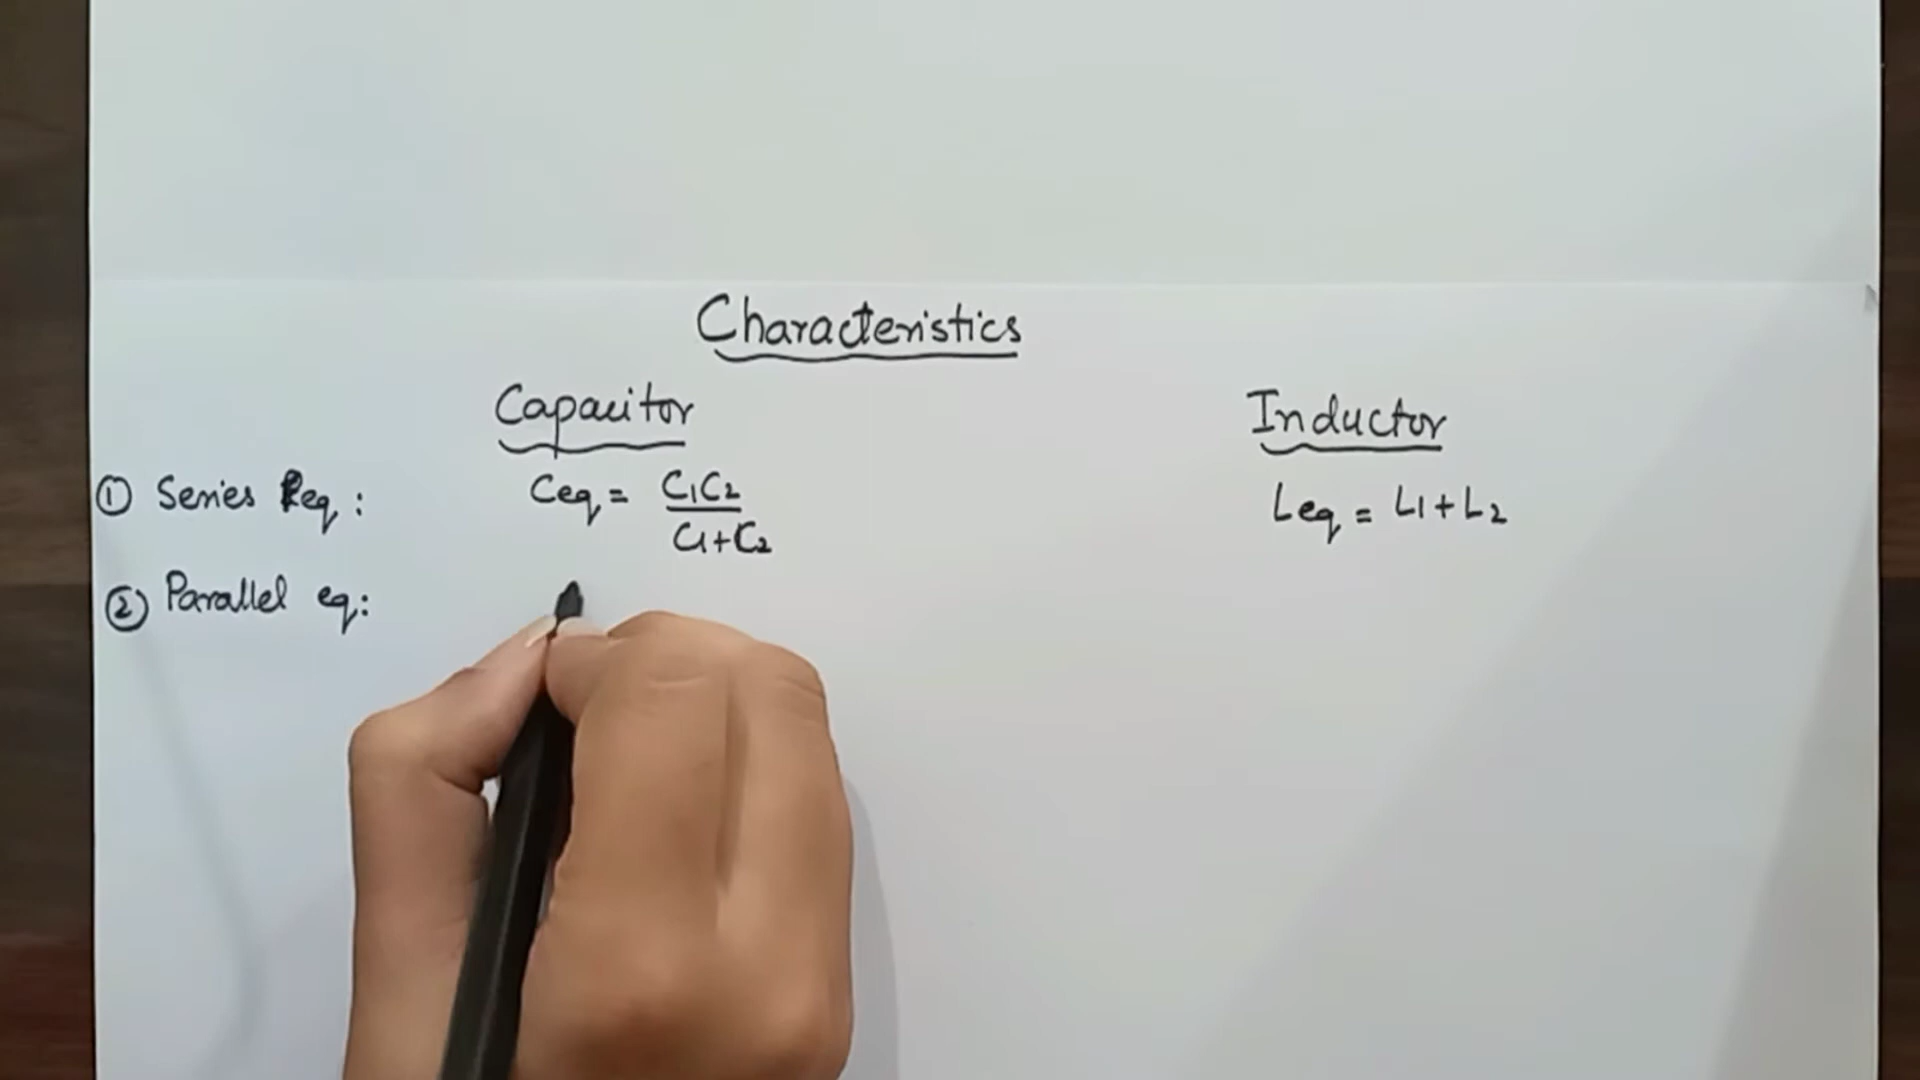 Characteristics
Capacitor Inductor
① Series Req: Ceq = C1C2 / C1+C2 Leq = L1+L2
② Parallel eq: